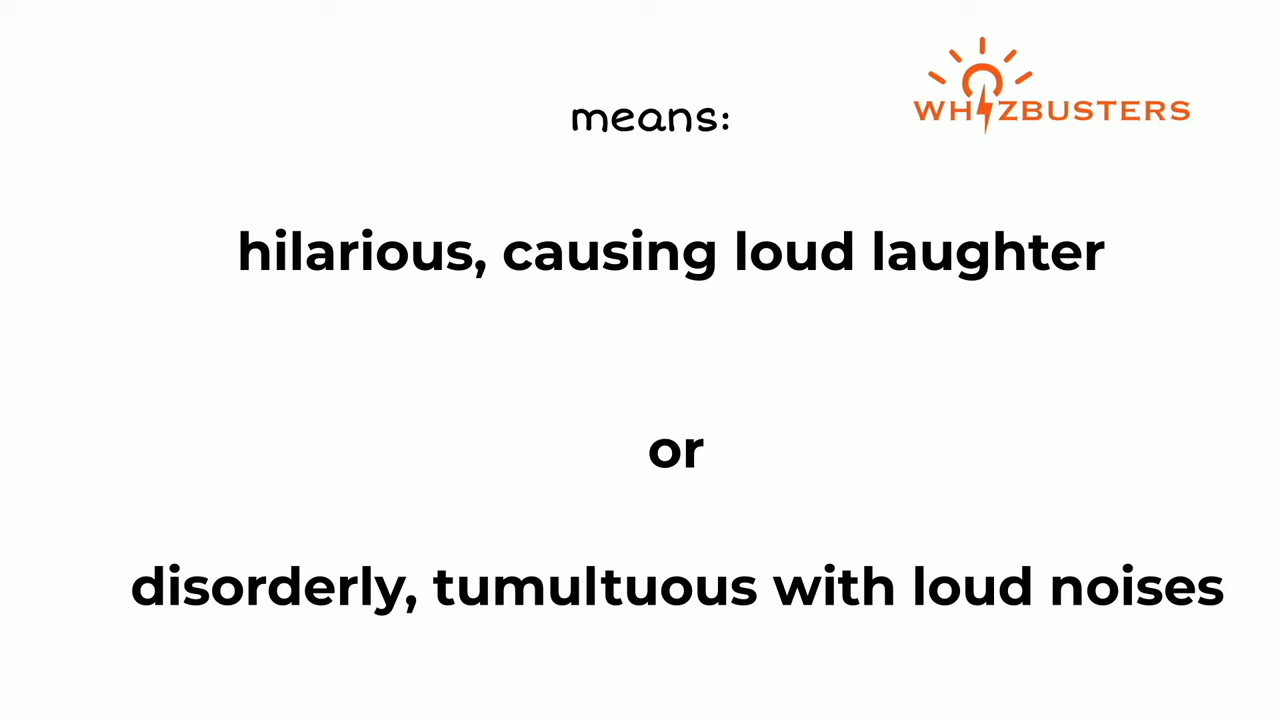 means:
WHIZBUSTERS
hilarious, causing loud laughter
or
disorderly, tumultuous with loud noises